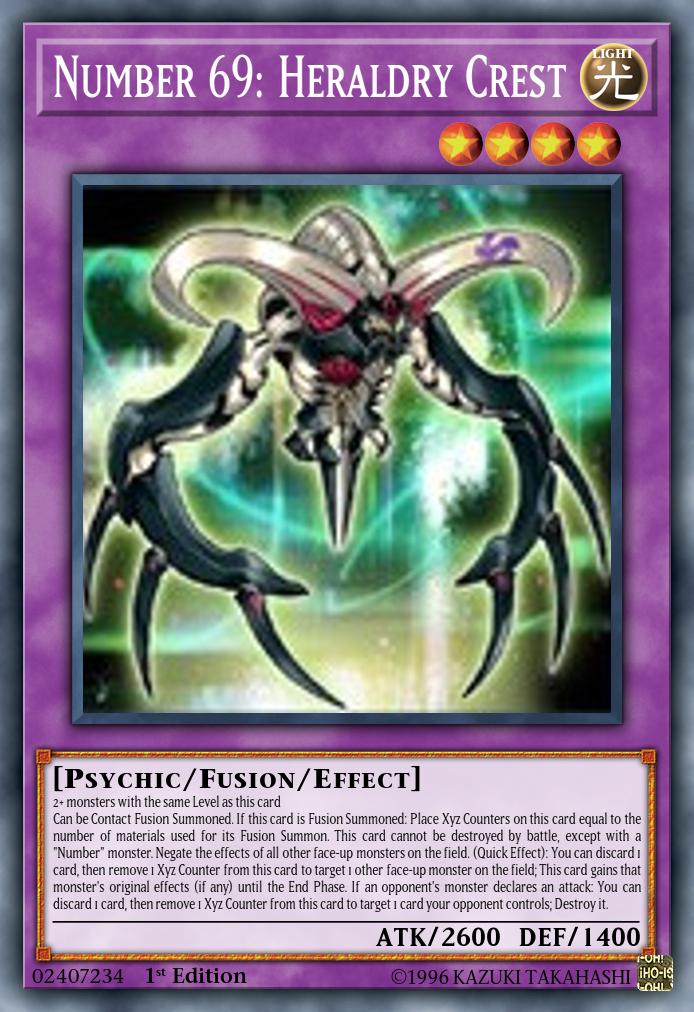 NUMBER 69: HERALDRY CREST
LIGHT
光
[PSYCHIC/FUSION/EFFECT]
2+ monsters with the same Level as this card
Can be Contact Fusion Summoned. If this card is Fusion Summoned: Place Xyz Counters on this card equal to the
number of materials used for its Fusion Summon. This card cannot be destroyed by battle, except with a
"Number" monster. Negate the effects of all other face-up monsters on the field. (Quick Effect): You can discard 1
card, then remove 1 Xyz Counter from this card to target 1 other face-up monster on the field; This card gains that
monster's original effects (if any) until the End Phase. If an opponent's monster declares an attack: You can
discard 1 card, then remove 1 Xyz Counter from this card to target 1 card your opponent controls; Destroy it.
ATK/2600 DEF/1400
02407234 1st Edition ©1996 KAZUKI TAKAHASHI